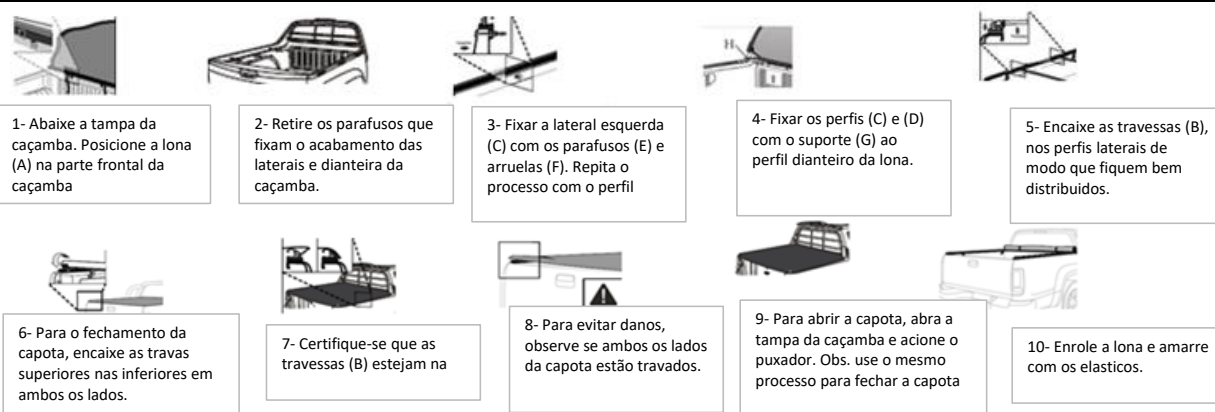 1- Abaixe a tampa da
caçamba. Posicione a lona
(A) na parte frontal da
caçamba
2- Retire os parafusos que
fixam o acabamento das
laterais e dianteira da
caçamba.
3- Fixar a lateral esquerda
(C) com os parafusos (E) e
arruelas (F). Repita o
processo com o perfil
H
D
4- Fixar os perfis (C) e (D)
com o suporte (G) ao
perfil dianteiro da lona.
5- Encaixe as travessas (B),
nos perfis laterais de
modo que fiquem bem
distribuidos.
6- Para o fechamento da
capota, encaixe as travas
superiores nas inferiores em
ambos os lados.
7- Certifique-se que as
travessas (B) estejam na
8- Para evitar danos,
observe se ambos os lados
da capota estão travados.
9- Para abrir a capota, abra a
tampa da caçamba e acione o
puxador. Obs. use o mesmo
processo para fechar a capota
10- Enrole a lona e amarre
com os elasticos.